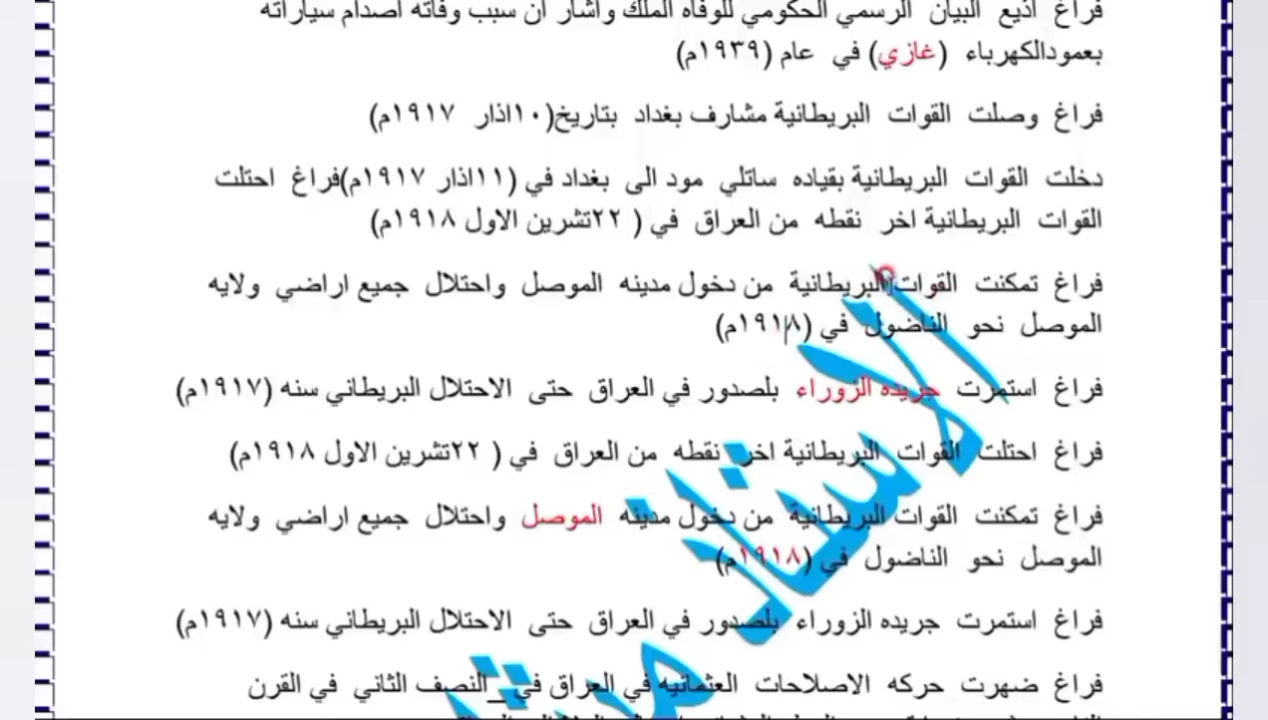 فراغ اذيع البيان الرسمي الحكومي للوفاه الملك واشار ان سبب وفاته اصدام سياراته
بعمودالكهرباء (غازي) في عام (١٩٣٩م)
فراغ وصلت القوات البريطانية مشارف بغداد بتاريخ(١٠اذار ١٩١٧م)
دخلت القوات البريطانية بقياده ساتلي مود الى بغداد في (١١اذار ١٩١٧م)فراغ احتلت
القوات البريطانية اخر نقطه من العراق في ( ٢٢تشرين الاول ١٩١٨م)
فراغ تمكنت القوات البريطانية من دخول مدينه الموصل واحتلال جميع اراضي ولايه
الموصل نحو الناضول في (١٩١٨م)
فراغ استمرت جريده الزوراء بلصدور في العراق حتى الاحتلال البريطاني سنه (١٩١٧م)
فراغ احتلت القوات البريطانية اخر نقطه من العراق في ( ٢٢تشرين الاول ١٩١٨م)
فراغ تمكنت القوات البريطانية من دخول مدينه الموصل واحتلال جميع اراضي ولايه
الموصل نحو الناضول في (١٩١٨م)
فراغ استمرت جريده الزوراء بلصدور في العراق حتى الاحتلال البريطاني سنه (١٩١٧م)
فراغ ضهرت حركه الاصلاحات العثمانيه في العراق في _النصف الثاني في القرن
الاستاذ